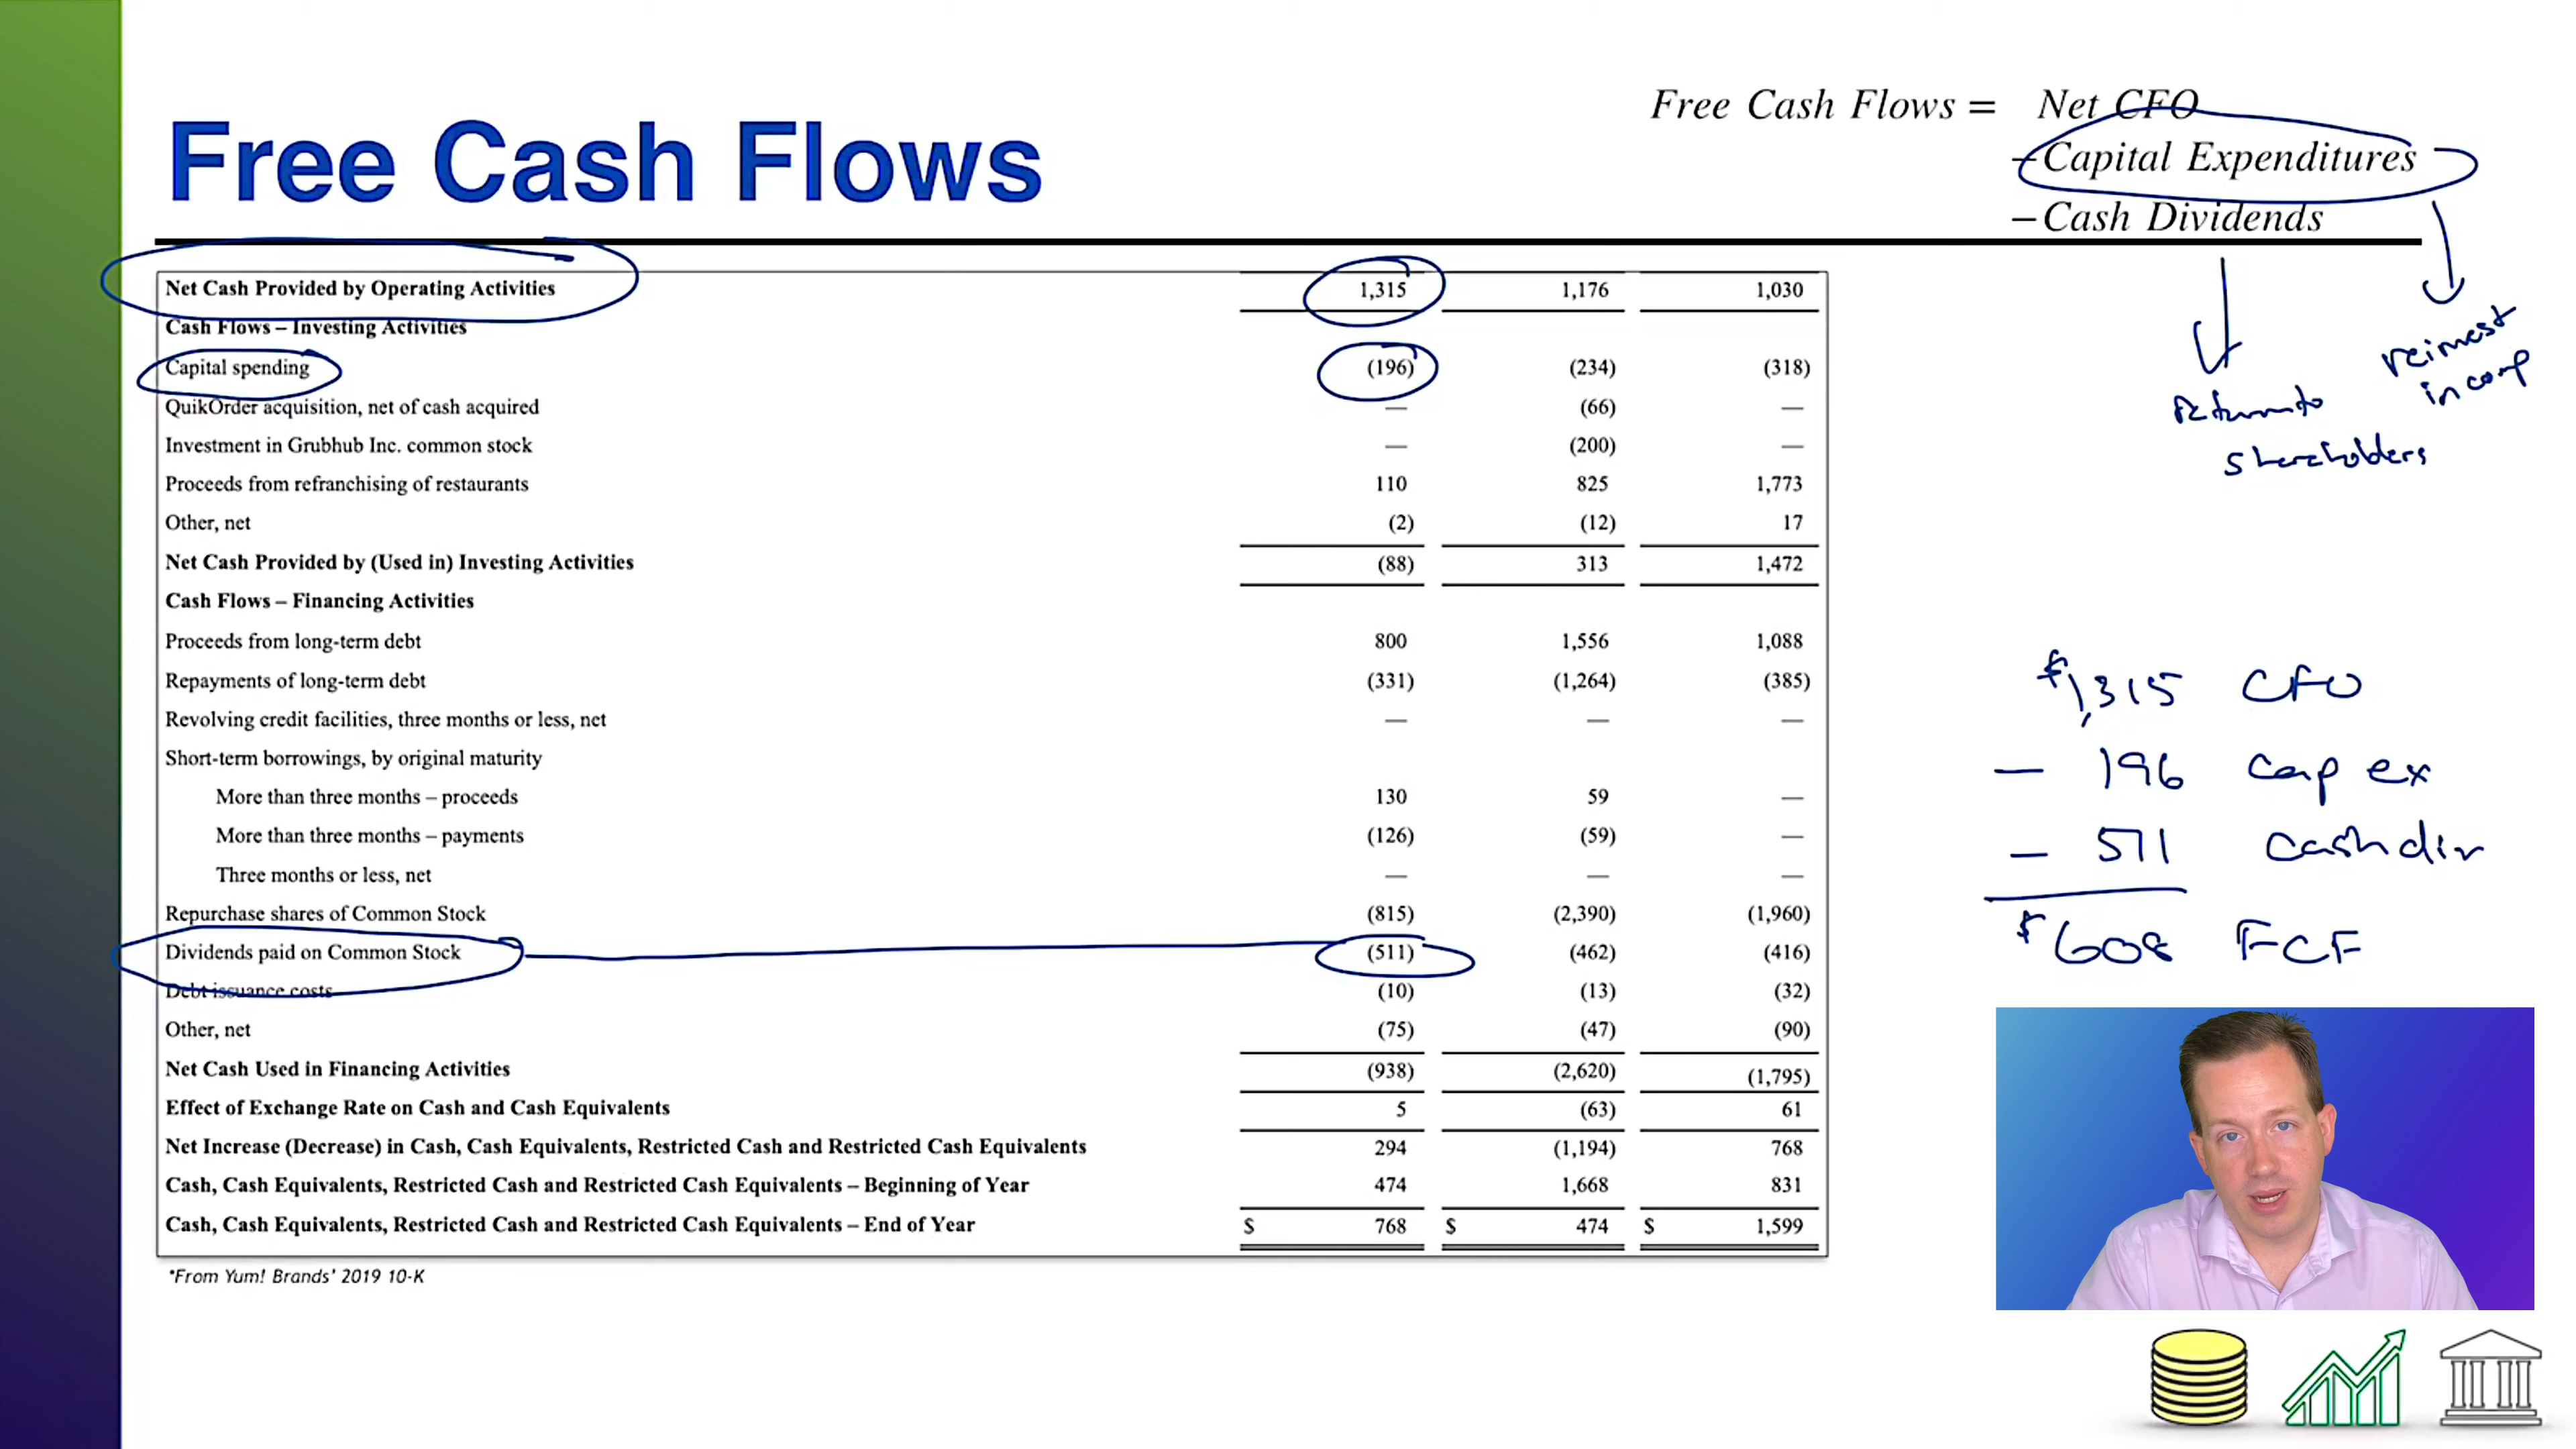 Free Cash Flows
Free Cash Flows = Net CFO
−Capital Expenditures
−Cash Dividends
return to
shareholders
reinvest
in comp
Net Cash Provided by Operating Activities 1,315 1,176 1,030
Cash Flows – Investing Activities
Capital spending (196) (234) (318)
QuikOrder acquisition, net of cash acquired — (66) —
Investment in Grubhub Inc. common stock — (200) —
Proceeds from refranchising of restaurants 110 825 1,773
Other, net (2) (12) 17
Net Cash Provided by (Used in) Investing Activities (88) 313 1,472
Cash Flows – Financing Activities
Proceeds from long-term debt 800 1,556 1,088
Repayments of long-term debt (331) (1,264) (385)
Revolving credit facilities, three months or less, net — — —
Short-term borrowings, by original maturity
More than three months – proceeds 130 59 —
More than three months – payments (126) (59) —
Three months or less, net — — —
Repurchase shares of Common Stock (815) (2,390) (1,960)
Dividends paid on Common Stock (511) (462) (416)
Debt issuance costs (10) (13) (32)
Other, net (75) (47) (90)
Net Cash Used in Financing Activities (938) (2,620) (1,795)
Effect of Exchange Rate on Cash and Cash Equivalents 5 (63) 61
Net Increase (Decrease) in Cash, Cash Equivalents, Restricted Cash and Restricted Cash Equivalents 294 (1,194) 768
Cash, Cash Equivalents, Restricted Cash and Restricted Cash Equivalents – Beginning of Year 474 1,668 831
Cash, Cash Equivalents, Restricted Cash and Restricted Cash Equivalents – End of Year $ 768 $ 474 $ 1,599
*From Yum! Brands' 2019 10-K
$1,315 CFO
− 196 cap ex
− 511 cash div
$608 FCF